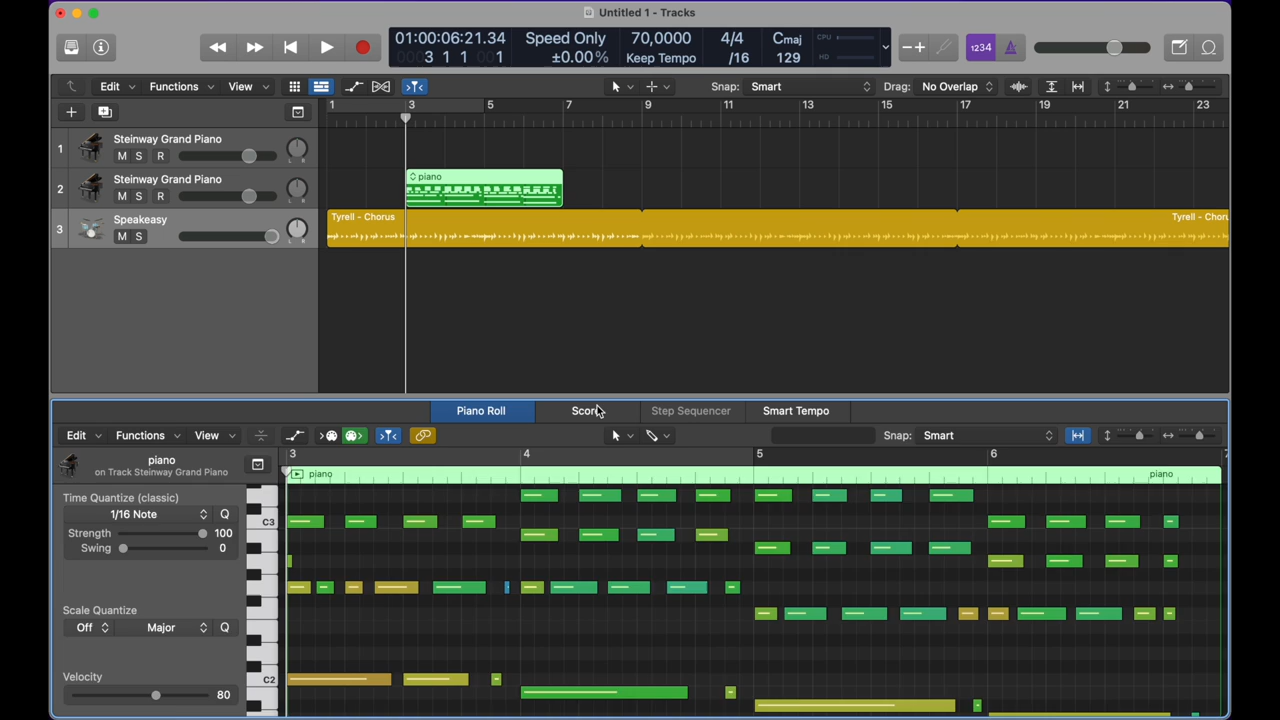 Untitled 1 - Tracks
01:00:06:21.34 Speed Only 70,0000 4/4 Cmaj CPU
0003 1 1 001 ±0.00% Keep Tempo /16 129 HD
1234
Edit Functions View Snap: Smart Drag: No Overlap
1 3 5 7 9 11 13 15 17 19 21 23
1 Steinway Grand Piano
M S R L R
2 Steinway Grand Piano piano
M S R L R
3 Speakeasy Tyrell - Chorus Tyrell - Choru
M S L R
Piano Roll Score Step Sequencer Smart Tempo
Edit Functions View Snap: Smart
3 4 5 6 7
piano
on Track Steinway Grand Piano
piano piano
Time Quantize (classic)
1/16 Note Q
C3
Strength 100
Swing 0
Scale Quantize
Off Major Q
Velocity
C2
80